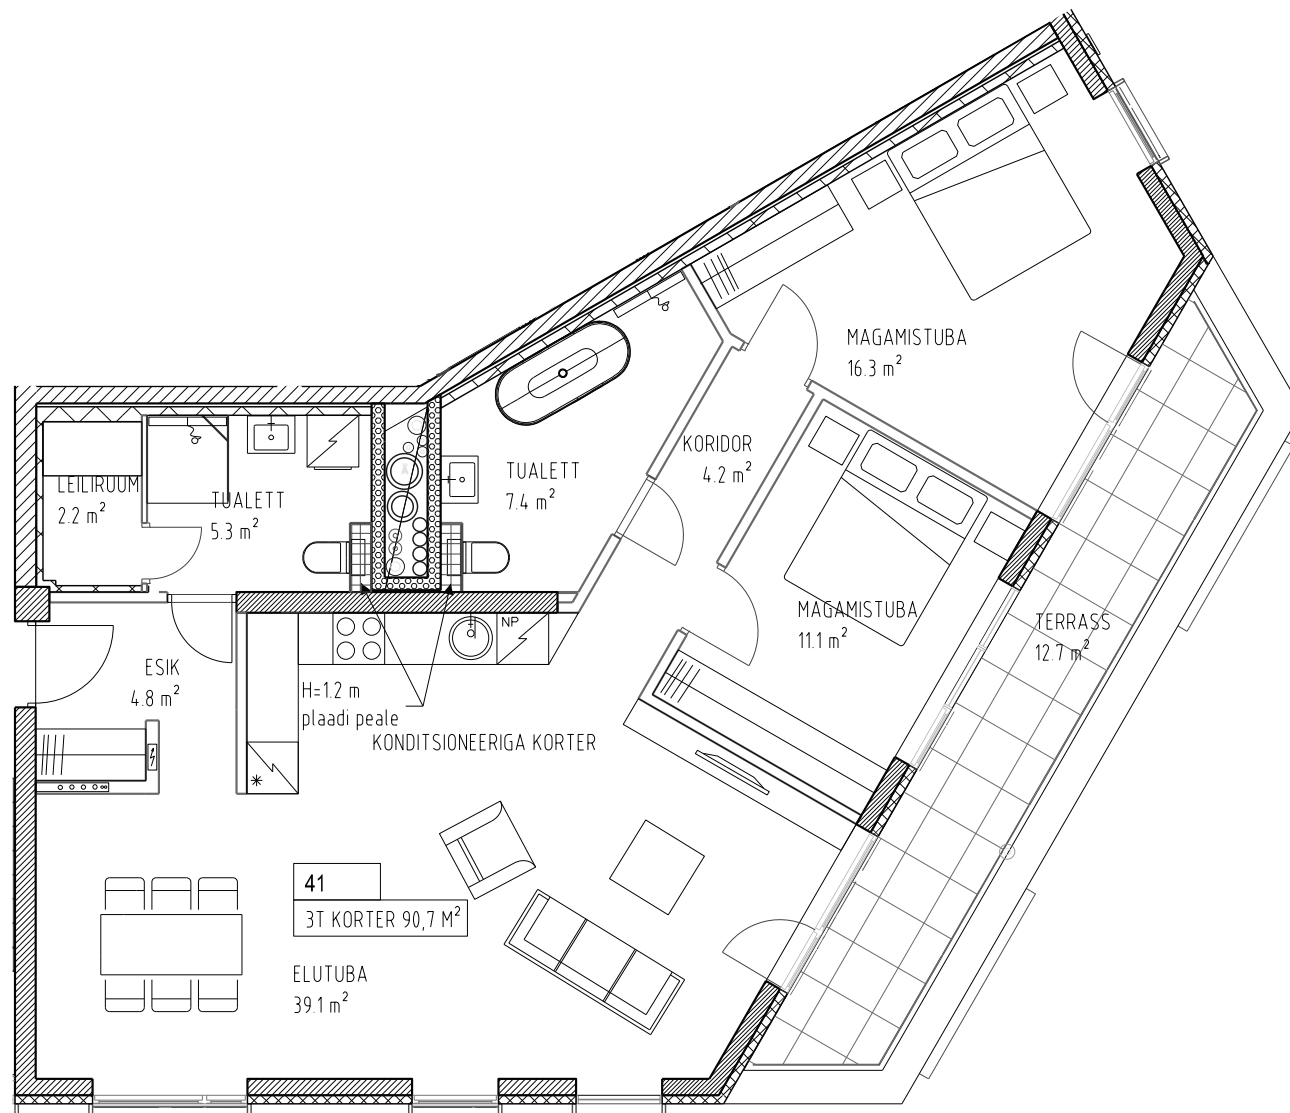 MAGAMISTUBA
16.3 m²
KORIDOR
4.2 m²
TUALETT
7.4 m²
LEILIRUUM
2.2 m²
TUALETT
5.3 m²
MAGAMISTUBA
11.1 m²
TERRASS
12.7 m²
NP
ESIK
4.8 m²
H=1.2 m
plaadi peale
KONDITSIONEERIGA KORTER
41
3T KORTER 90,7 M²
ELUTUBA
39.1 m²